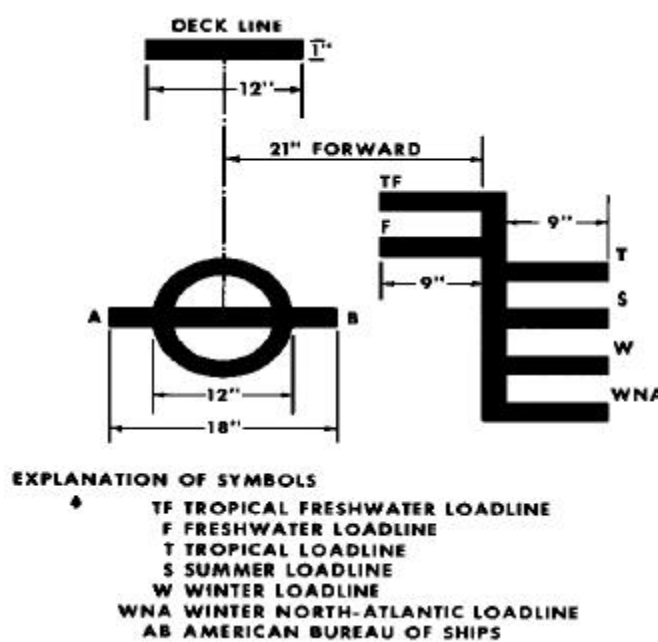 DECK LINE
1"
12"
21" FORWARD
TF
9"
F
T
9"
S
A
B
W
12"
WNA
18"
EXPLANATION OF SYMBOLS
TF TROPICAL FRESHWATER LOADLINE
F FRESHWATER LOADLINE
T TROPICAL LOADLINE
S SUMMER LOADLINE
W WINTER LOADLINE
WNA WINTER NORTH-ATLANTIC LOADLINE
AB AMERICAN BUREAU OF SHIPS